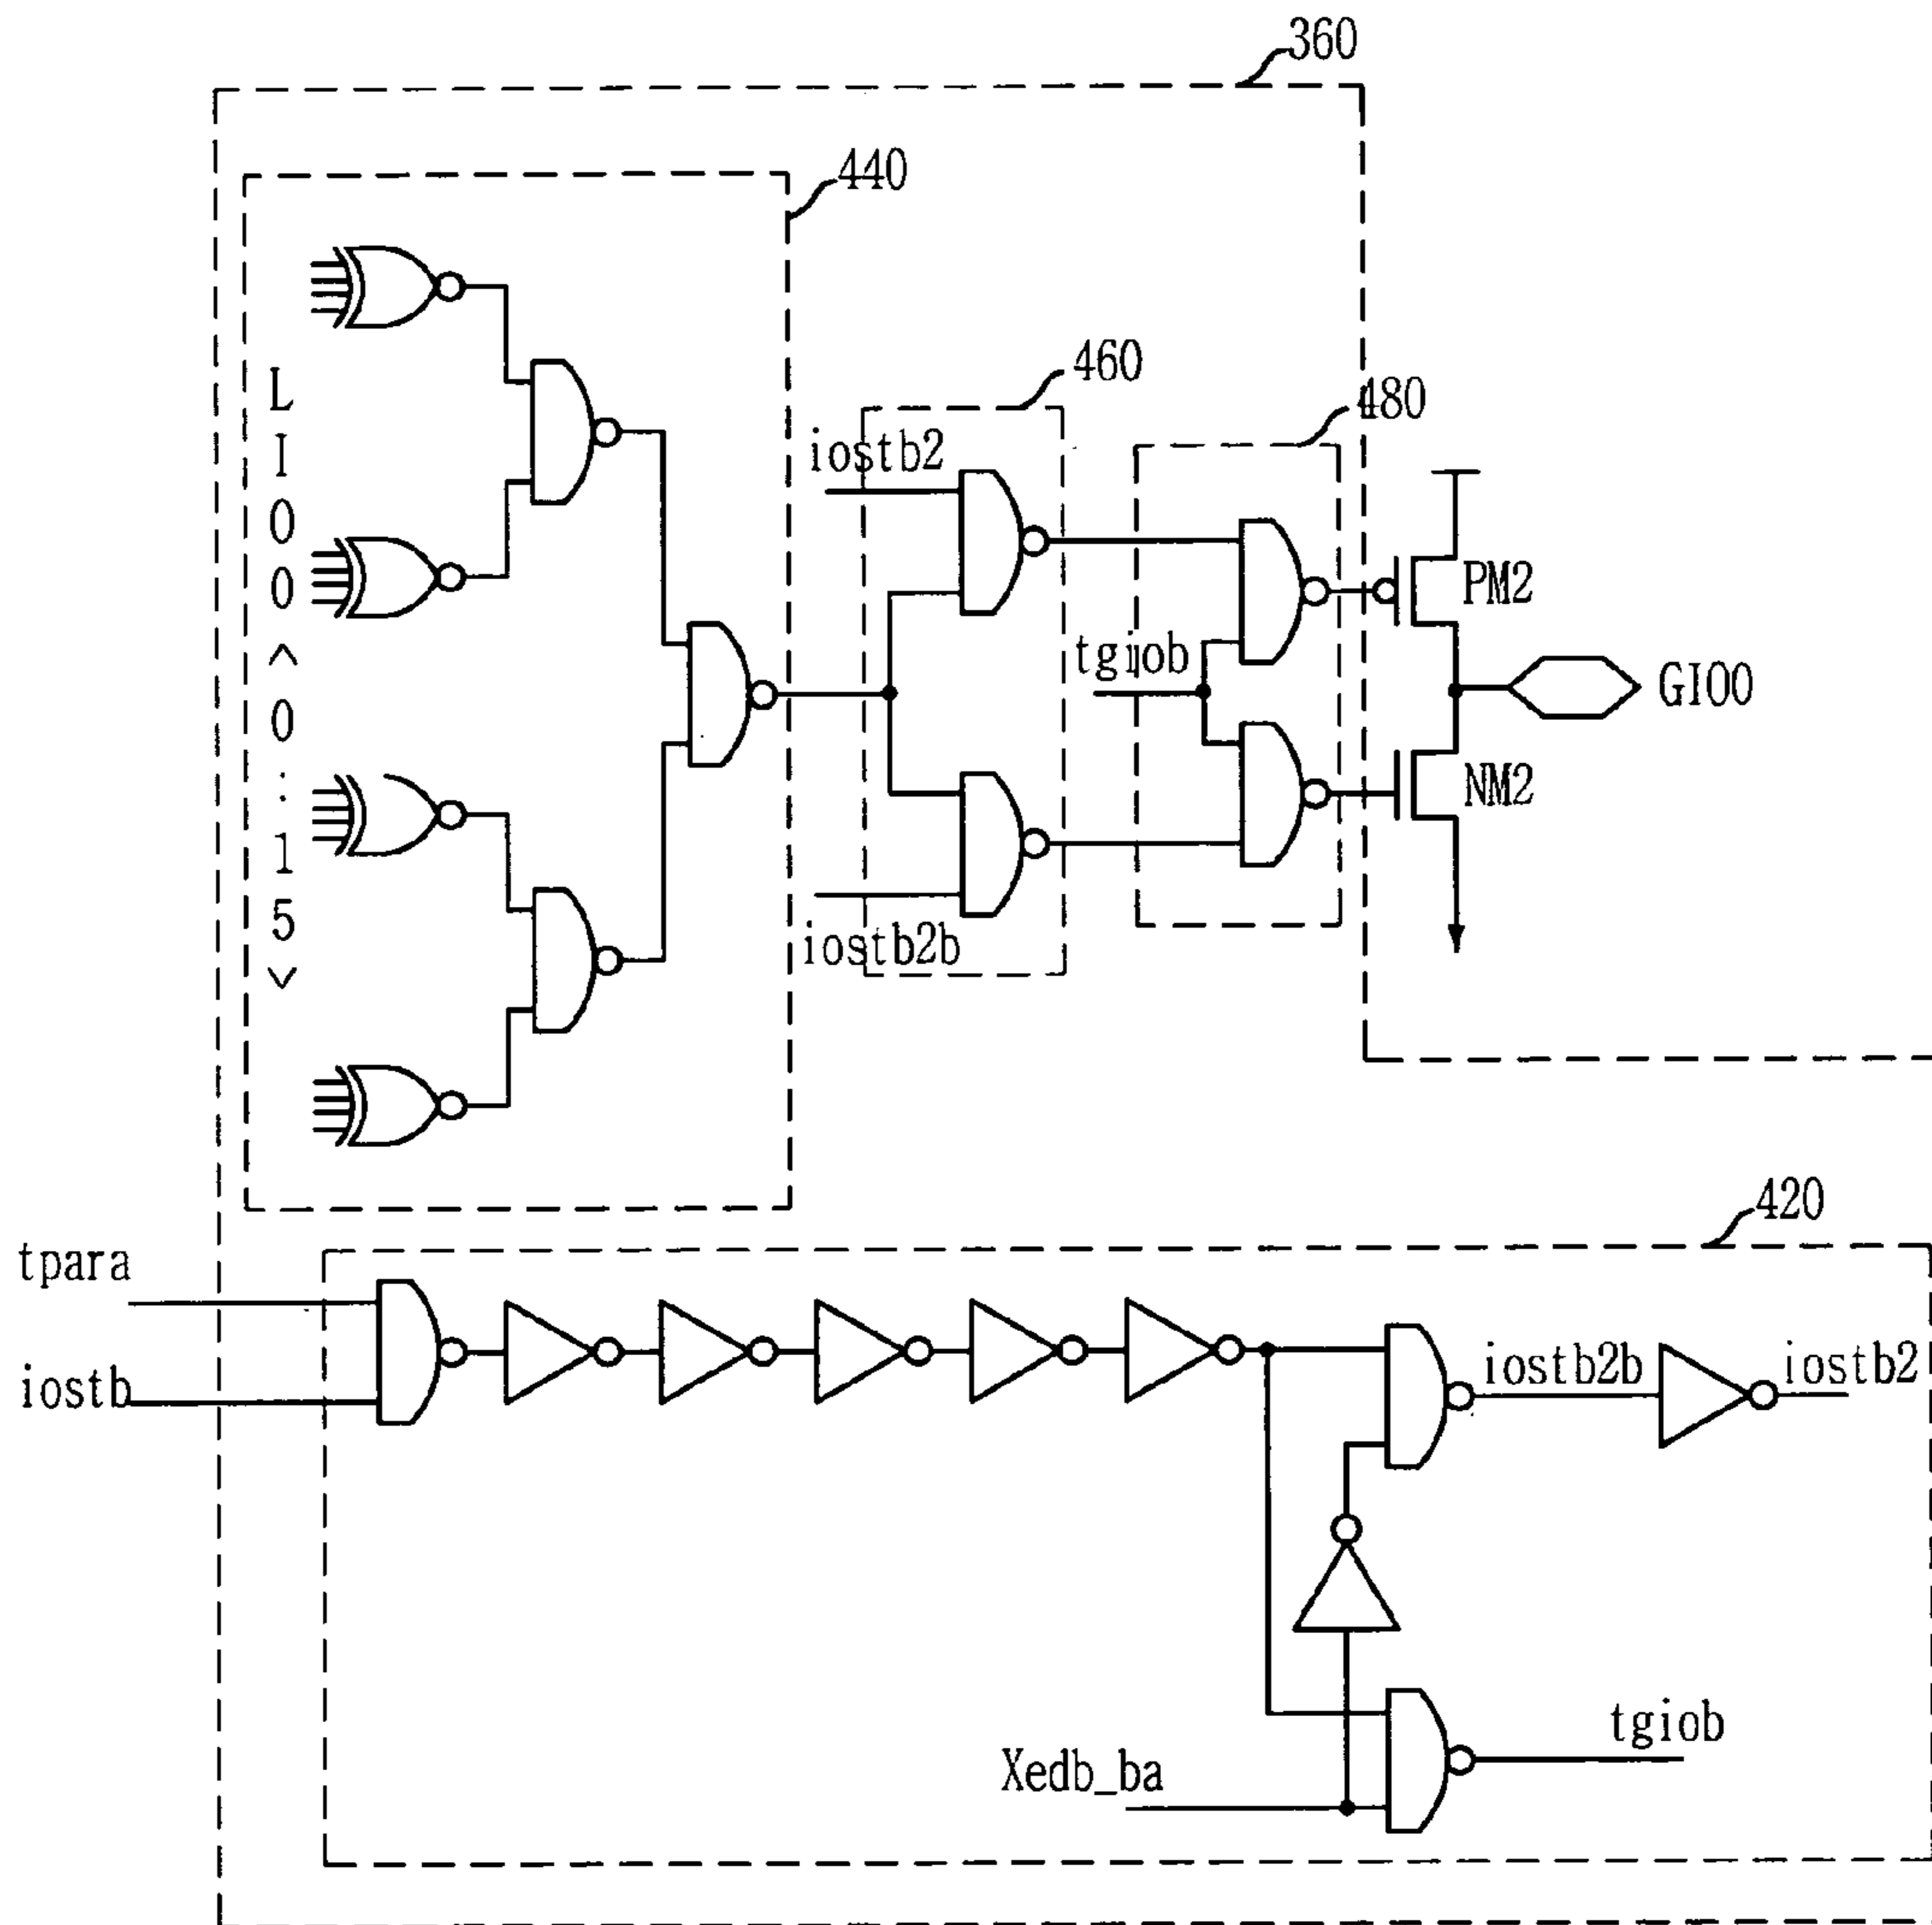 360
440
460
480
LIO0<0:15>
iostb2
iostb2b
tgiob
PM2
NM2
GIO0
420
tpara
iostb
iostb2b
iostb2
Xedb_ba
tgiob